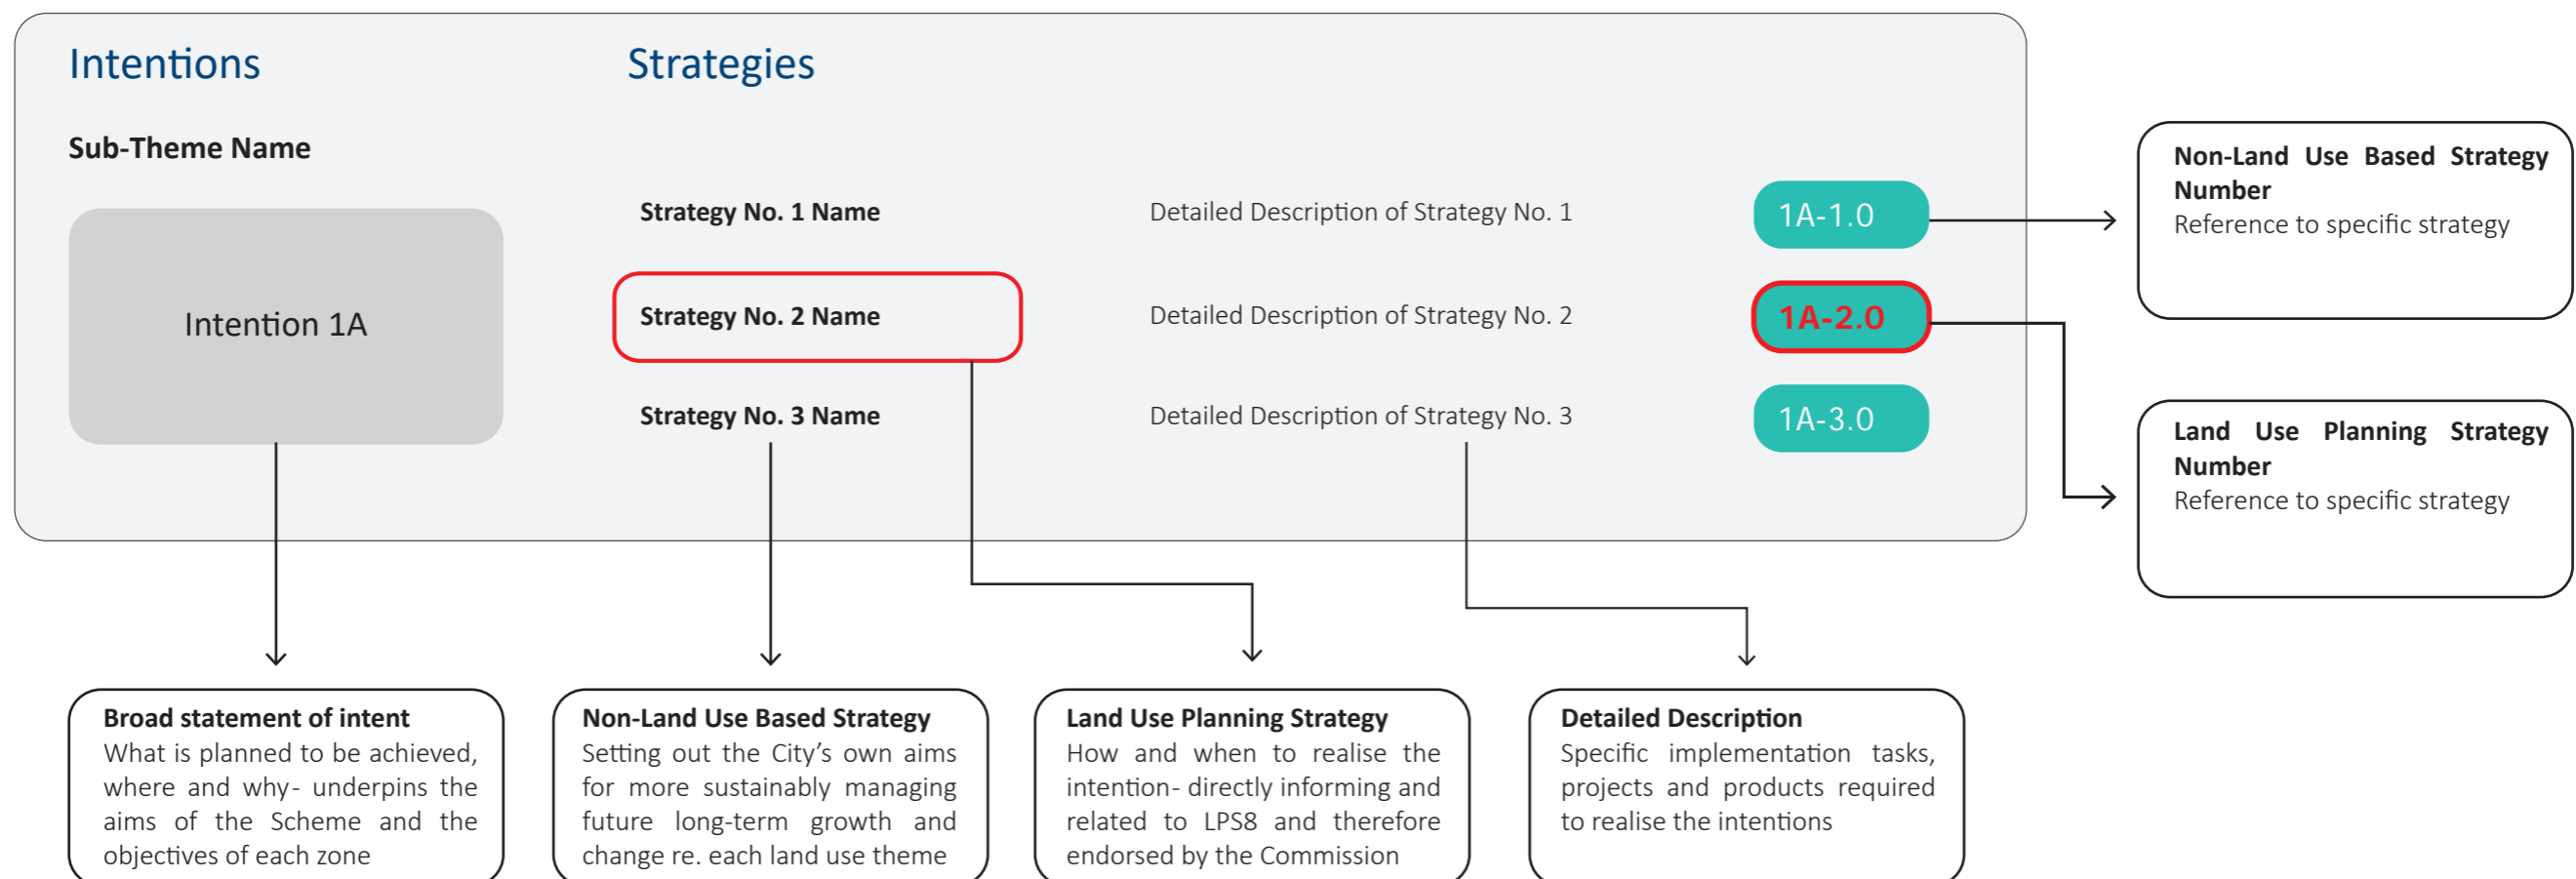 Intentions
Strategies
Sub-Theme Name
Intention 1A
Strategy No. 1 Name
Detailed Description of Strategy No. 1
1A-1.0
Strategy No. 2 Name
Detailed Description of Strategy No. 2
1A-2.0
Strategy No. 3 Name
Detailed Description of Strategy No. 3
1A-3.0
Non-Land Use Based Strategy
Number
Reference to specific strategy
Land Use Planning Strategy
Number
Reference to specific strategy
Broad statement of intent
What is planned to be achieved,
where and why- underpins the
aims of the Scheme and the
objectives of each zone
Non-Land Use Based Strategy
Setting out the City’s own aims
for more sustainably managing
future long-term growth and
change re. each land use theme
Land Use Planning Strategy
How and when to realise the
intention- directly informing and
related to LPS8 and therefore
endorsed by the Commission
Detailed Description
Specific implementation tasks,
projects and products required
to realise the intentions